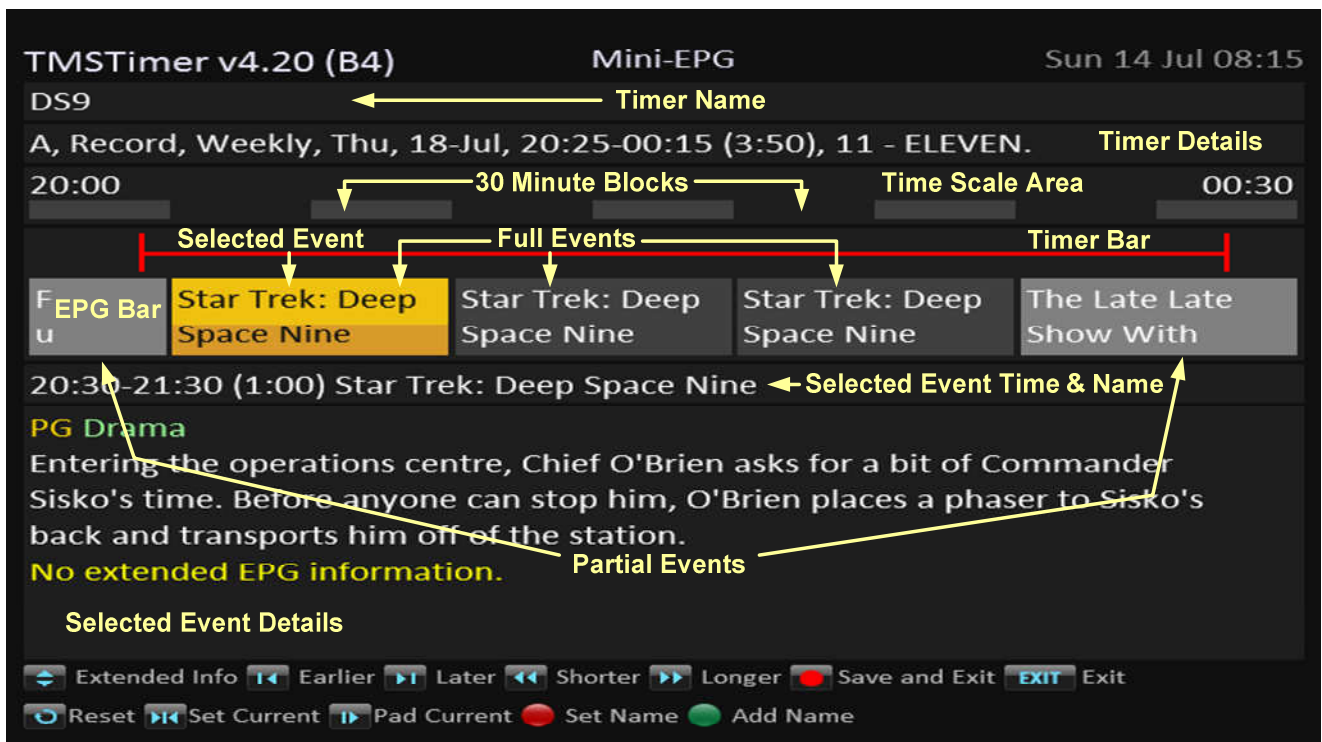 TMSTimer v4.20 (B4) Mini-EPG Sun 14 Jul 08:15
DS9 Timer Name
A, Record, Weekly, Thu, 18-Jul, 20:25-00:15 (3:50), 11 - ELEVEN. Timer Details
20:00 30 Minute Blocks Time Scale Area 00:30
Selected Event Full Events Timer Bar
F EPG Bar Star Trek: Deep Star Trek: Deep Star Trek: Deep The Late Late
u Space Nine Space Nine Space Nine Show With
20:30-21:30 (1:00) Star Trek: Deep Space Nine Selected Event Time & Name
PG Drama
Entering the operations centre, Chief O'Brien asks for a bit of Commander
Sisko's time. Before anyone can stop him, O'Brien places a phaser to Sisko's
back and transports him off of the station.
Partial Events
No extended EPG information.
Selected Event Details
Extended Info Earlier Later Shorter Longer Save and Exit EXIT Exit
Reset Set Current Pad Current Set Name Add Name